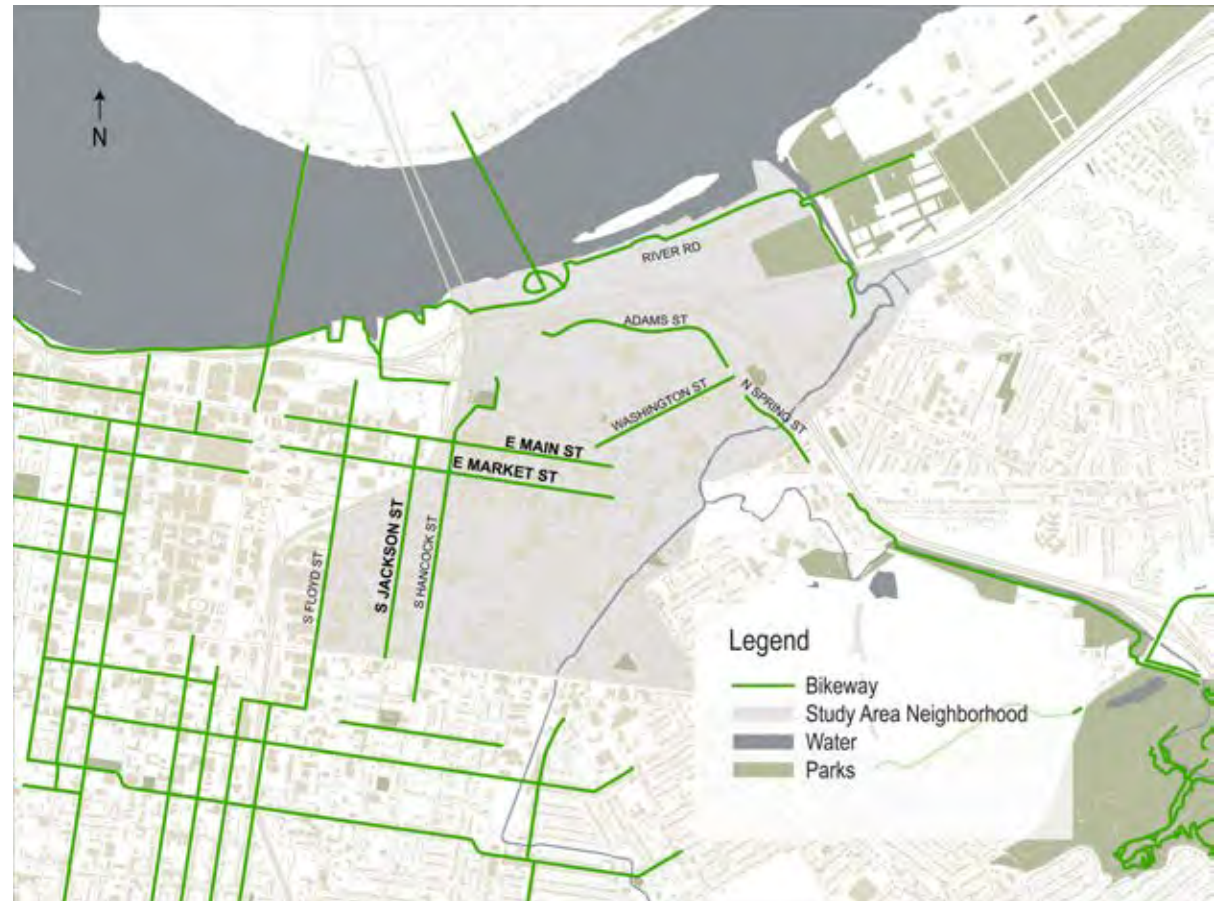 N
RIVER RD
ADAMS ST
WASHINGTON ST
N SPRING ST
E MAIN ST
E MARKET ST
S JACKSON ST
S HANCOCK ST
S FLOYD ST
Legend
Bikeway
Study Area Neighborhood
Water
Parks